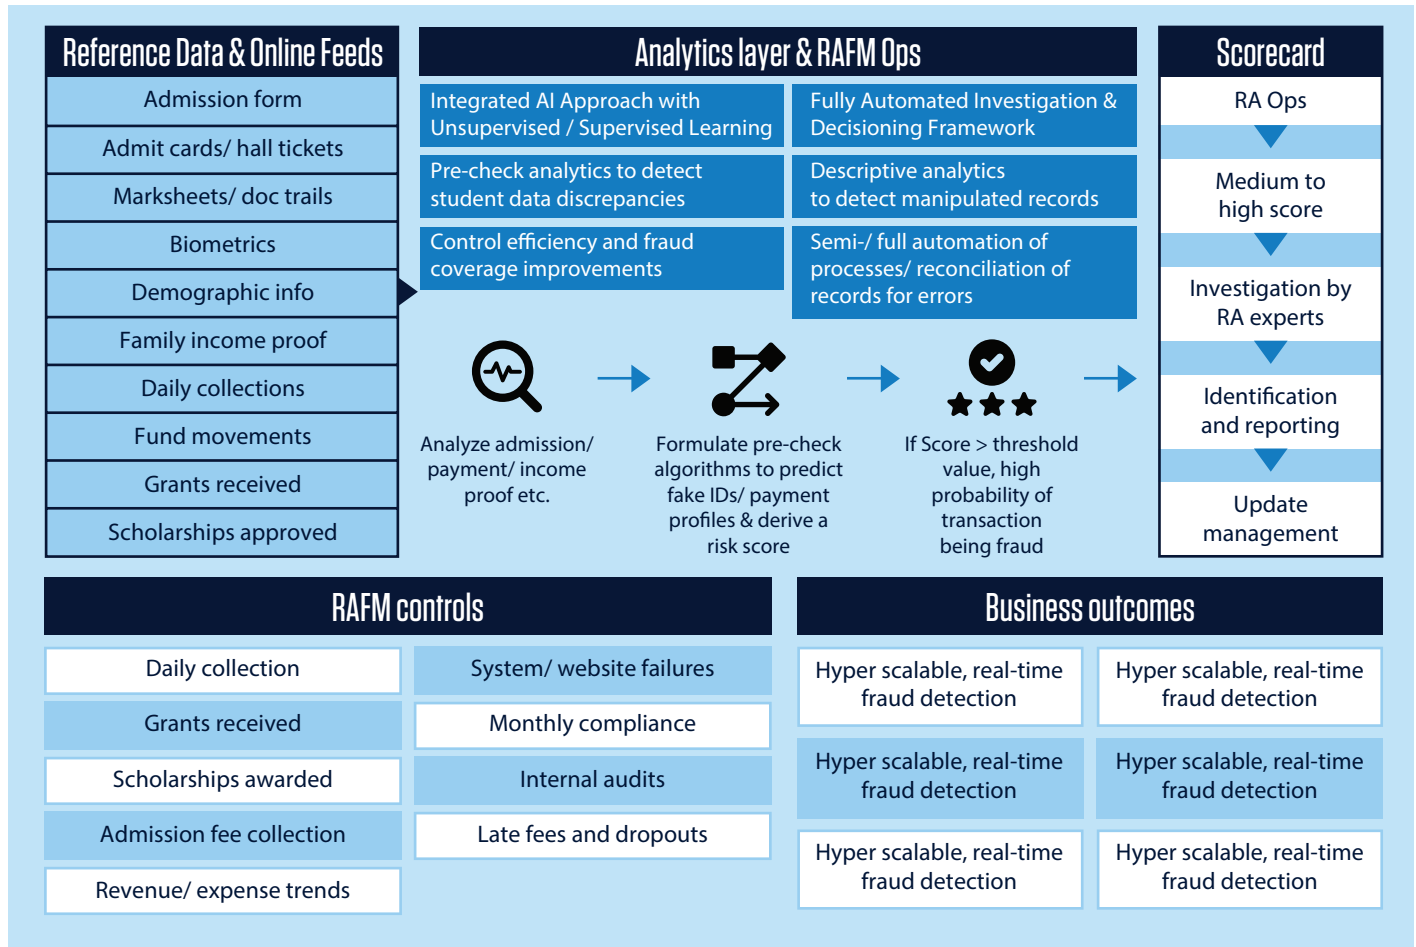 Reference Data & Online Feeds
Admission form
Admit cards/ hall tickets
Marksheets/ doc trails
Biometrics
Demographic info
Family income proof
Daily collections
Fund movements
Grants received
Scholarships approved
Analytics layer & RAFM Ops
Integrated AI Approach with
Unsupervised / Supervised Learning
Fully Automated Investigation &
Decisioning Framework
Pre-check analytics to detect
student data discrepancies
Descriptive analytics
to detect manipulated records
Control efficiency and fraud
coverage improvements
Semi-/ full automation of
processes/ reconciliation of
records for errors
Analyze admission/
payment/ income
proof etc.
Formulate pre-check
algorithms to predict
fake IDs/ payment
profiles & derive a
risk score
If Score > threshold
value, high
probability of
transaction
being fraud
Scorecard
RA Ops
Medium to
high score
Investigation by
RA experts
Identification
and reporting
Update
management
RAFM controls
Daily collection
Grants received
Scholarships awarded
Admission fee collection
Revenue/ expense trends
System/ website failures
Monthly compliance
Internal audits
Late fees and dropouts
Business outcomes
Hyper scalable, real-time
fraud detection
Hyper scalable, real-time
fraud detection
Hyper scalable, real-time
fraud detection
Hyper scalable, real-time
fraud detection
Hyper scalable, real-time
fraud detection
Hyper scalable, real-time
fraud detection